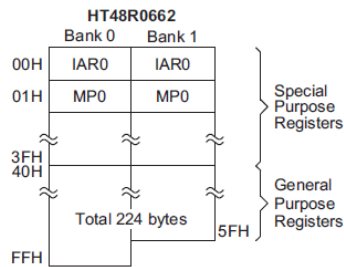 HT48R0662
Bank 0 Bank 1
00H IAR0 IAR0
01H MP0 MP0
Special
Purpose
Registers
3FH
40H
General
Purpose
Registers
Total 224 bytes
5FH
FFH